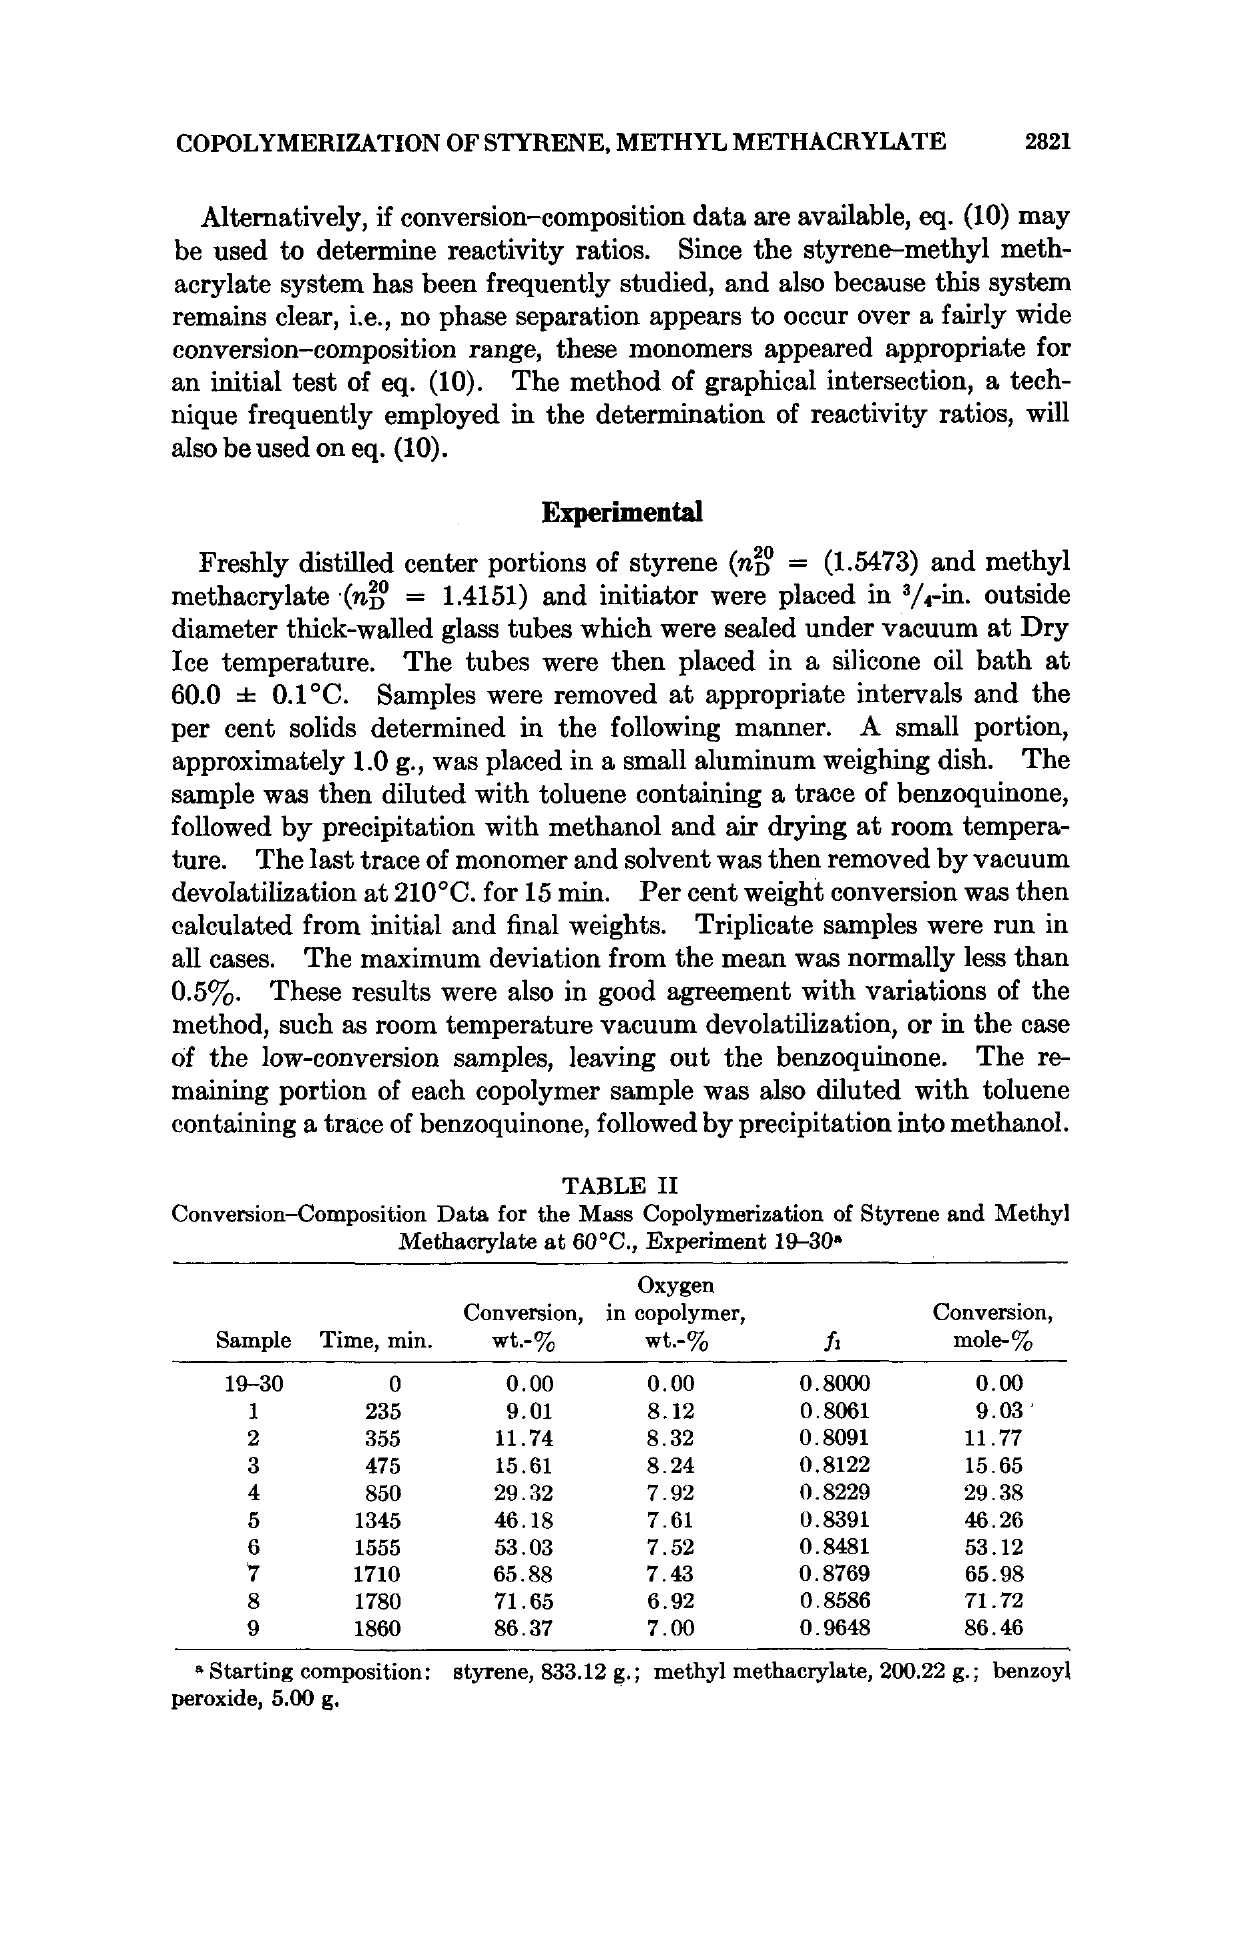 COPOLYMERIZATION OF STYRENE, METHYL METHACRYLATE 2821
Alternatively, if conversion–composition data are available, eq. (10) may
be used to determine reactivity ratios. Since the styrene–methyl meth-
acrylate system has been frequently studied, and also because this system
remains clear, i.e., no phase separation appears to occur over a fairly wide
conversion–composition range, these monomers appeared appropriate for
an initial test of eq. (10). The method of graphical intersection, a tech-
nique frequently employed in the determination of reactivity ratios, will
also be used on eq. (10).
Experimental
Freshly distilled center portions of styrene (n²⁰_D = (1.5473) and methyl
methacrylate (n²⁰_D = 1.4151) and initiator were placed in ³/₄-in. outside
diameter thick-walled glass tubes which were sealed under vacuum at Dry
Ice temperature. The tubes were then placed in a silicone oil bath at
60.0 ± 0.1°C. Samples were removed at appropriate intervals and the
per cent solids determined in the following manner. A small portion,
approximately 1.0 g., was placed in a small aluminum weighing dish. The
sample was then diluted with toluene containing a trace of benzoquinone,
followed by precipitation with methanol and air drying at room tempera-
ture. The last trace of monomer and solvent was then removed by vacuum
devolatilization at 210°C. for 15 min. Per cent weight conversion was then
calculated from initial and final weights. Triplicate samples were run in
all cases. The maximum deviation from the mean was normally less than
0.5%. These results were also in good agreement with variations of the
method, such as room temperature vacuum devolatilization, or in the case
of the low-conversion samples, leaving out the benzoquinone. The re-
maining portion of each copolymer sample was also diluted with toluene
containing a trace of benzoquinone, followed by precipitation into methanol.
TABLE II
Conversion–Composition Data for the Mass Copolymerization of Styrene and Methyl
Methacrylate at 60°C., Experiment 19–30ᵃ
Oxygen
Conversion, in copolymer, Conversion,
Sample Time, min. wt.-% wt.-% f₁ mole-%
19–30 0 0.00 0.00 0.8000 0.00
1 235 9.01 8.12 0.8061 9.03
2 355 11.74 8.32 0.8091 11.77
3 475 15.61 8.24 0.8122 15.65
4 850 29.32 7.92 0.8229 29.38
5 1345 46.18 7.61 0.8391 46.26
6 1555 53.03 7.52 0.8481 53.12
7 1710 65.88 7.43 0.8769 65.98
8 1780 71.65 6.92 0.8586 71.72
9 1860 86.37 7.00 0.9648 86.46
ᵃ Starting composition: styrene, 833.12 g.; methyl methacrylate, 200.22 g.; benzoyl
peroxide, 5.00 g.